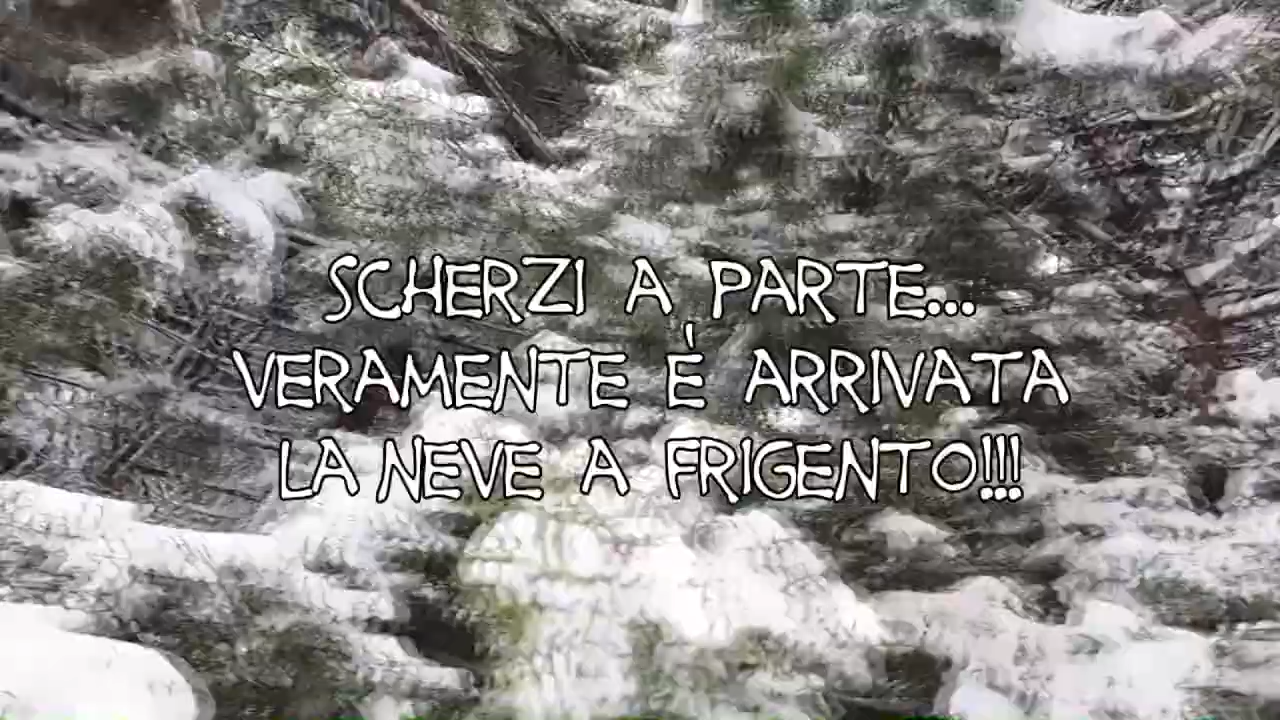 SCHERZI A PARTE...
VERAMENTE È ARRIVATA
LA NEVE A FRIGENTO!!!